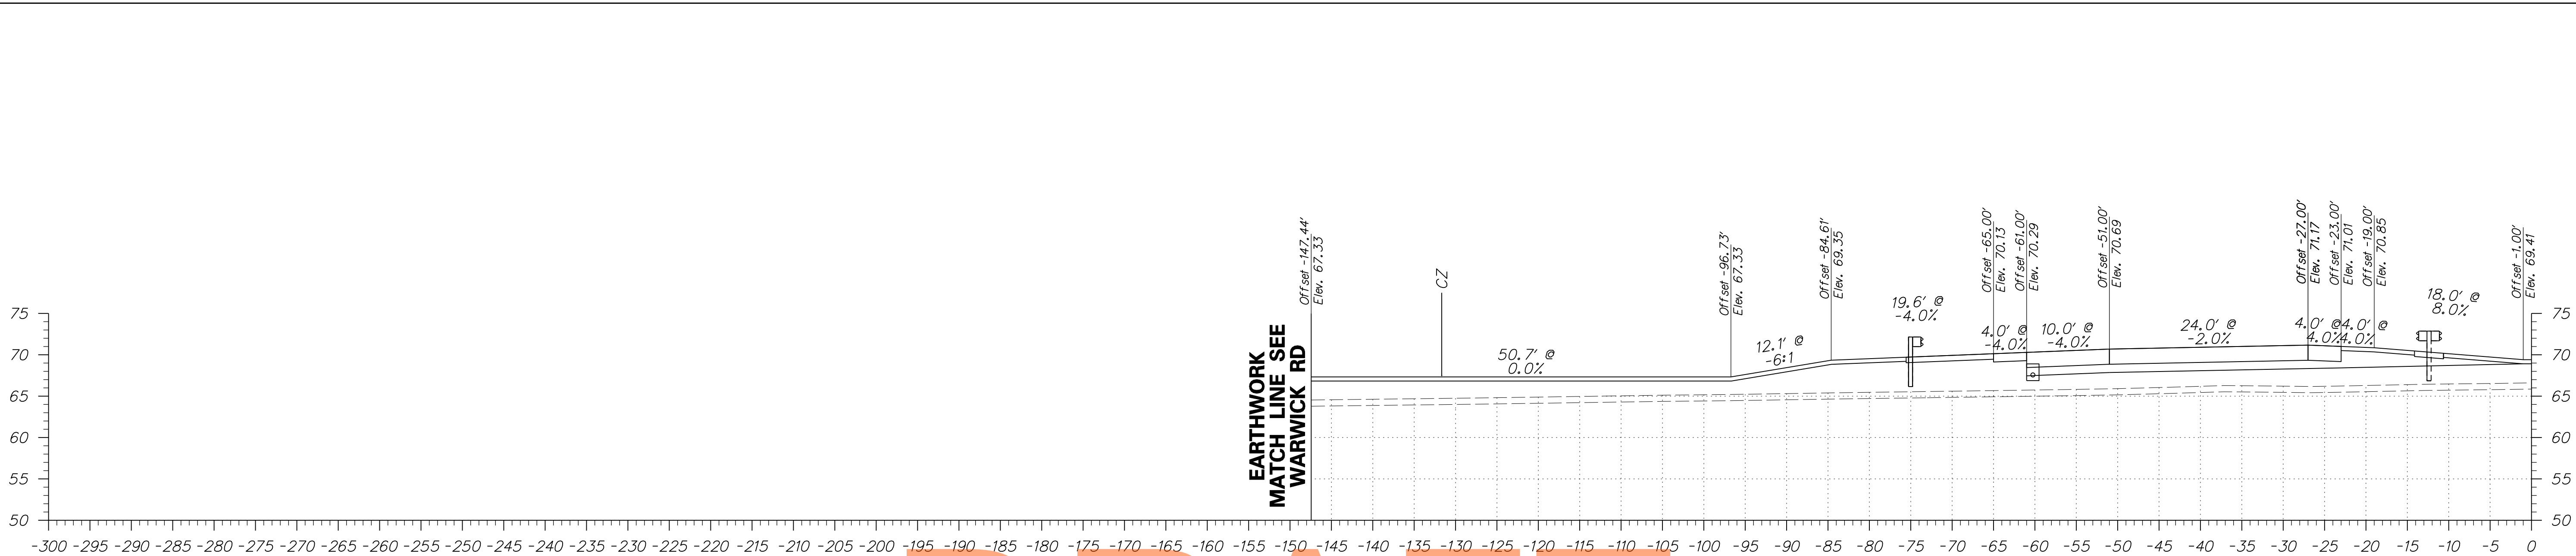 Offset -147.44'
Elev. 67.33
CZ
Offset -96.73'
Elev. 67.33
Offset -84.61'
Elev. 69.35
Offset -65.00'
Elev. 70.13
Offset -61.00'
Elev. 70.29
Offset -51.00'
Elev. 70.69
Offset -27.00'
Elev. 71.17
Offset -23.00'
Elev. 71.01
Offset -19.00'
Elev. 70.85
Offset -1.00'
Elev. 69.41
50.7' @
0.0%
12.1' @
-6:1
19.6' @
-4.0%
4.0' @
-4.0%
10.0' @
-4.0%
24.0' @
-2.0%
4.0' @
4.0%
4.0' @
4.0%
18.0' @
8.0%
EARTHWORK
MATCH LINE SEE
WARWICK RD
75
70
65
60
55
50
75
70
65
60
55
50
-300 -295 -290 -285 -280 -275 -270 -265 -260 -255 -250 -245 -240 -235 -230 -225 -220 -215 -210 -205 -200 -195 -190 -185 -180 -175 -170 -165 -160 -155 -150 -145 -140 -135 -130 -125 -120 -115 -110 -105 -100 -95 -90 -85 -80 -75 -70 -65 -60 -55 -50 -45 -40 -35 -30 -25 -20 -15 -10 -5 0